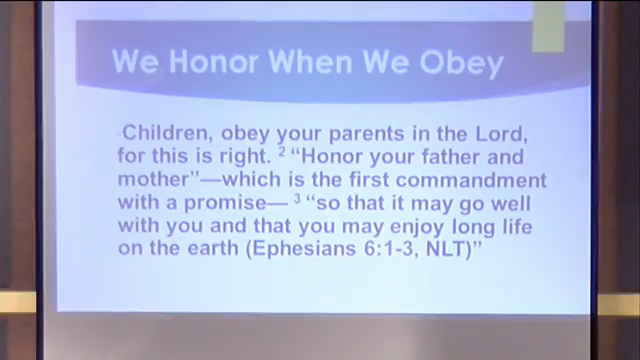 We Honor When We Obey
Children, obey your parents in the Lord,
for this is right. ² “Honor your father and
mother”—which is the first commandment
with a promise— ³ “so that it may go well
with you and that you may enjoy long life
on the earth (Ephesians 6:1-3, NLT)”